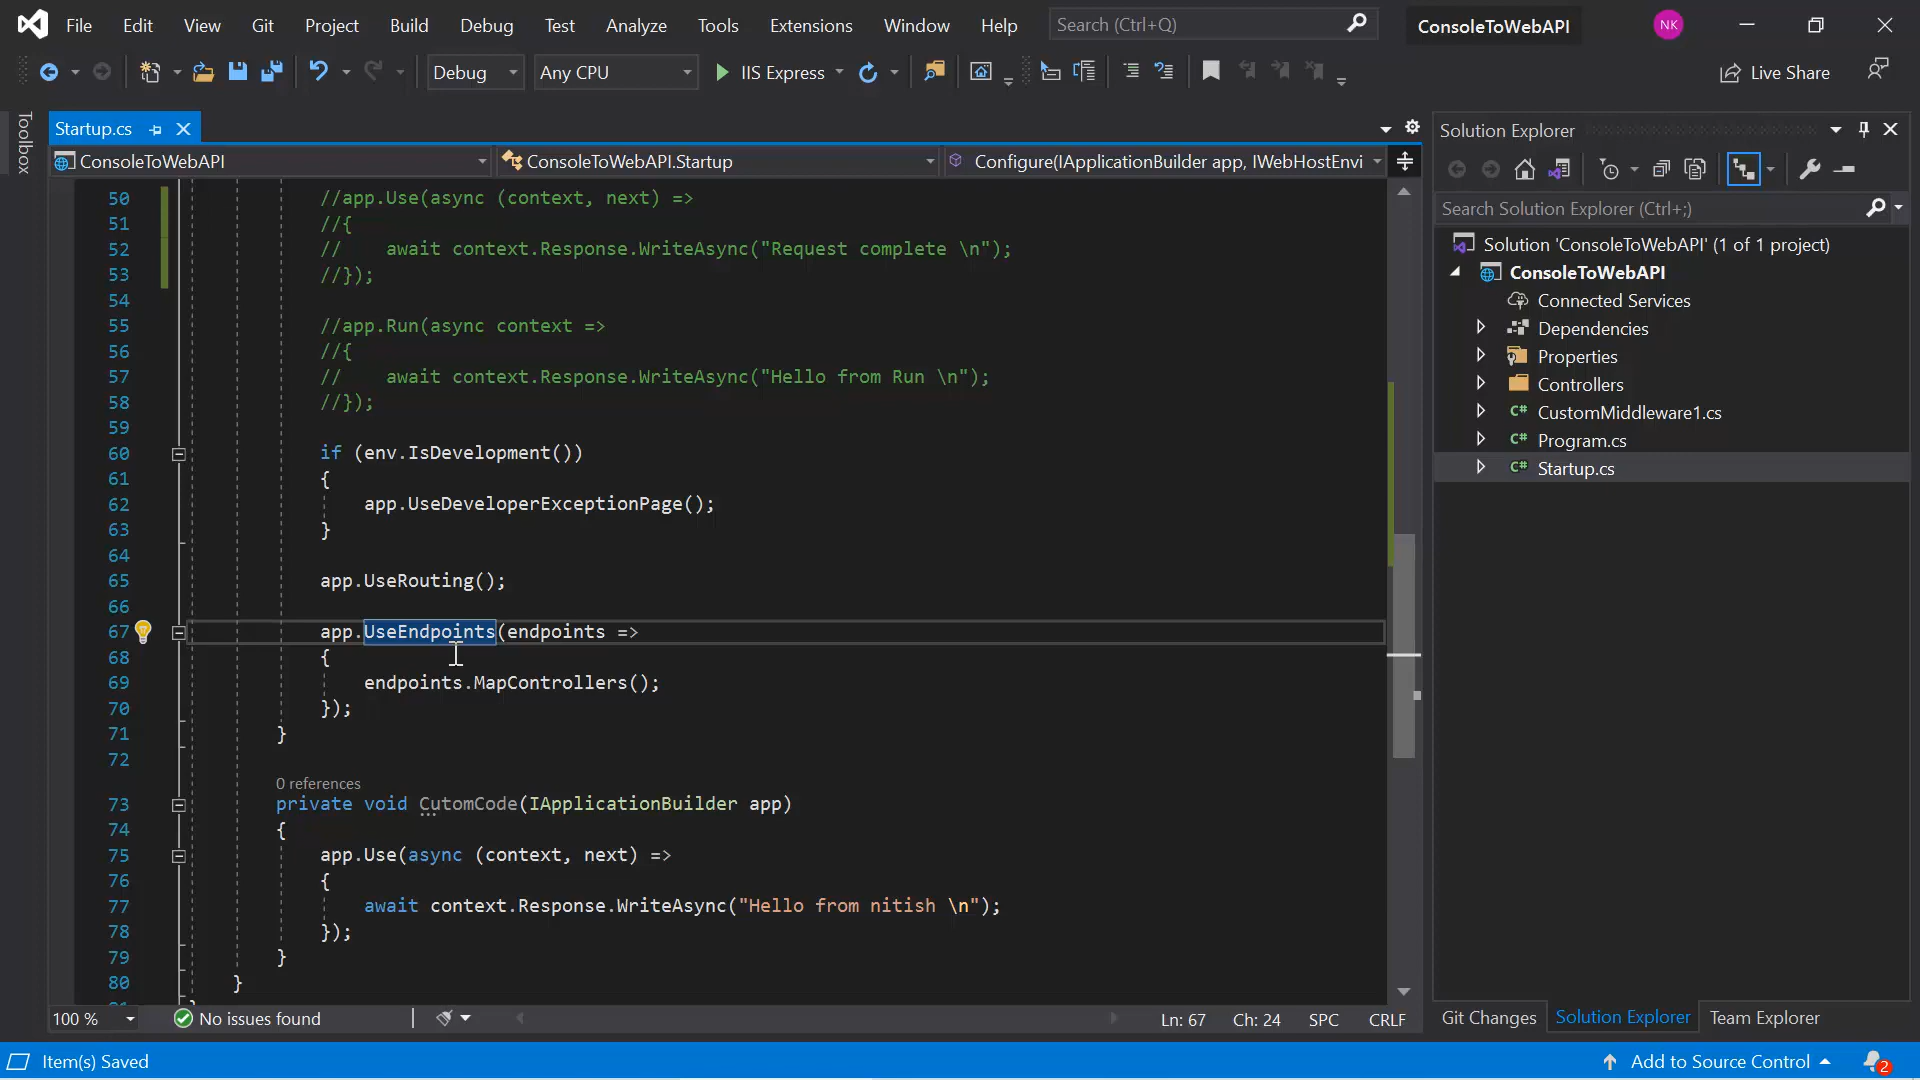 File Edit View Git Project Build Debug Test Analyze Tools Extensions Window Help Search (Ctrl+Q) ConsoleToWebAPI NK
Debug Any CPU IIS Express Live Share
Toolbox
Startup.cs
ConsoleToWebAPI ConsoleToWebAPI.Startup Configure(IApplicationBuilder app, IWebHostEnvi
50 //app.Use(async (context, next) =>
51 //{
52 //    await context.Response.WriteAsync("Request complete \n");
53 //});
54
55 //app.Run(async context =>
56 //{
57 //    await context.Response.WriteAsync("Hello from Run \n");
58 //});
59
60 if (env.IsDevelopment())
61 {
62 app.UseDeveloperExceptionPage();
63 }
64
65 app.UseRouting();
66
67 app.UseEndpoints(endpoints =>
68 {
69 endpoints.MapControllers();
70 });
71 }
72
0 references
73 private void CutomCode(IApplicationBuilder app)
74 {
75 app.Use(async (context, next) =>
76 {
77 await context.Response.WriteAsync("Hello from nitish \n");
78 });
79 }
80 }
100 % No issues found Ln: 67 Ch: 24 SPC CRLF
Solution Explorer
Search Solution Explorer (Ctrl+;)
Solution 'ConsoleToWebAPI' (1 of 1 project)
ConsoleToWebAPI
Connected Services
Dependencies
Properties
Controllers
C# CustomMiddleware1.cs
C# Program.cs
C# Startup.cs
Git Changes Solution Explorer Team Explorer
Item(s) Saved Add to Source Control 2